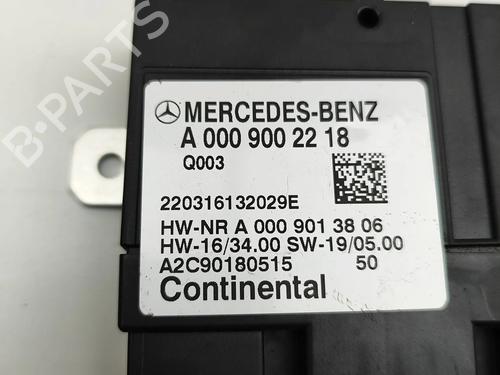 B-PARTS
MERCEDES-BENZ
A 000 900 22 18
Q003
220316132029E
HW-NR A 000 901 38 06
HW-16/34.00 SW-19/05.00
A2C90180515 50
Continental